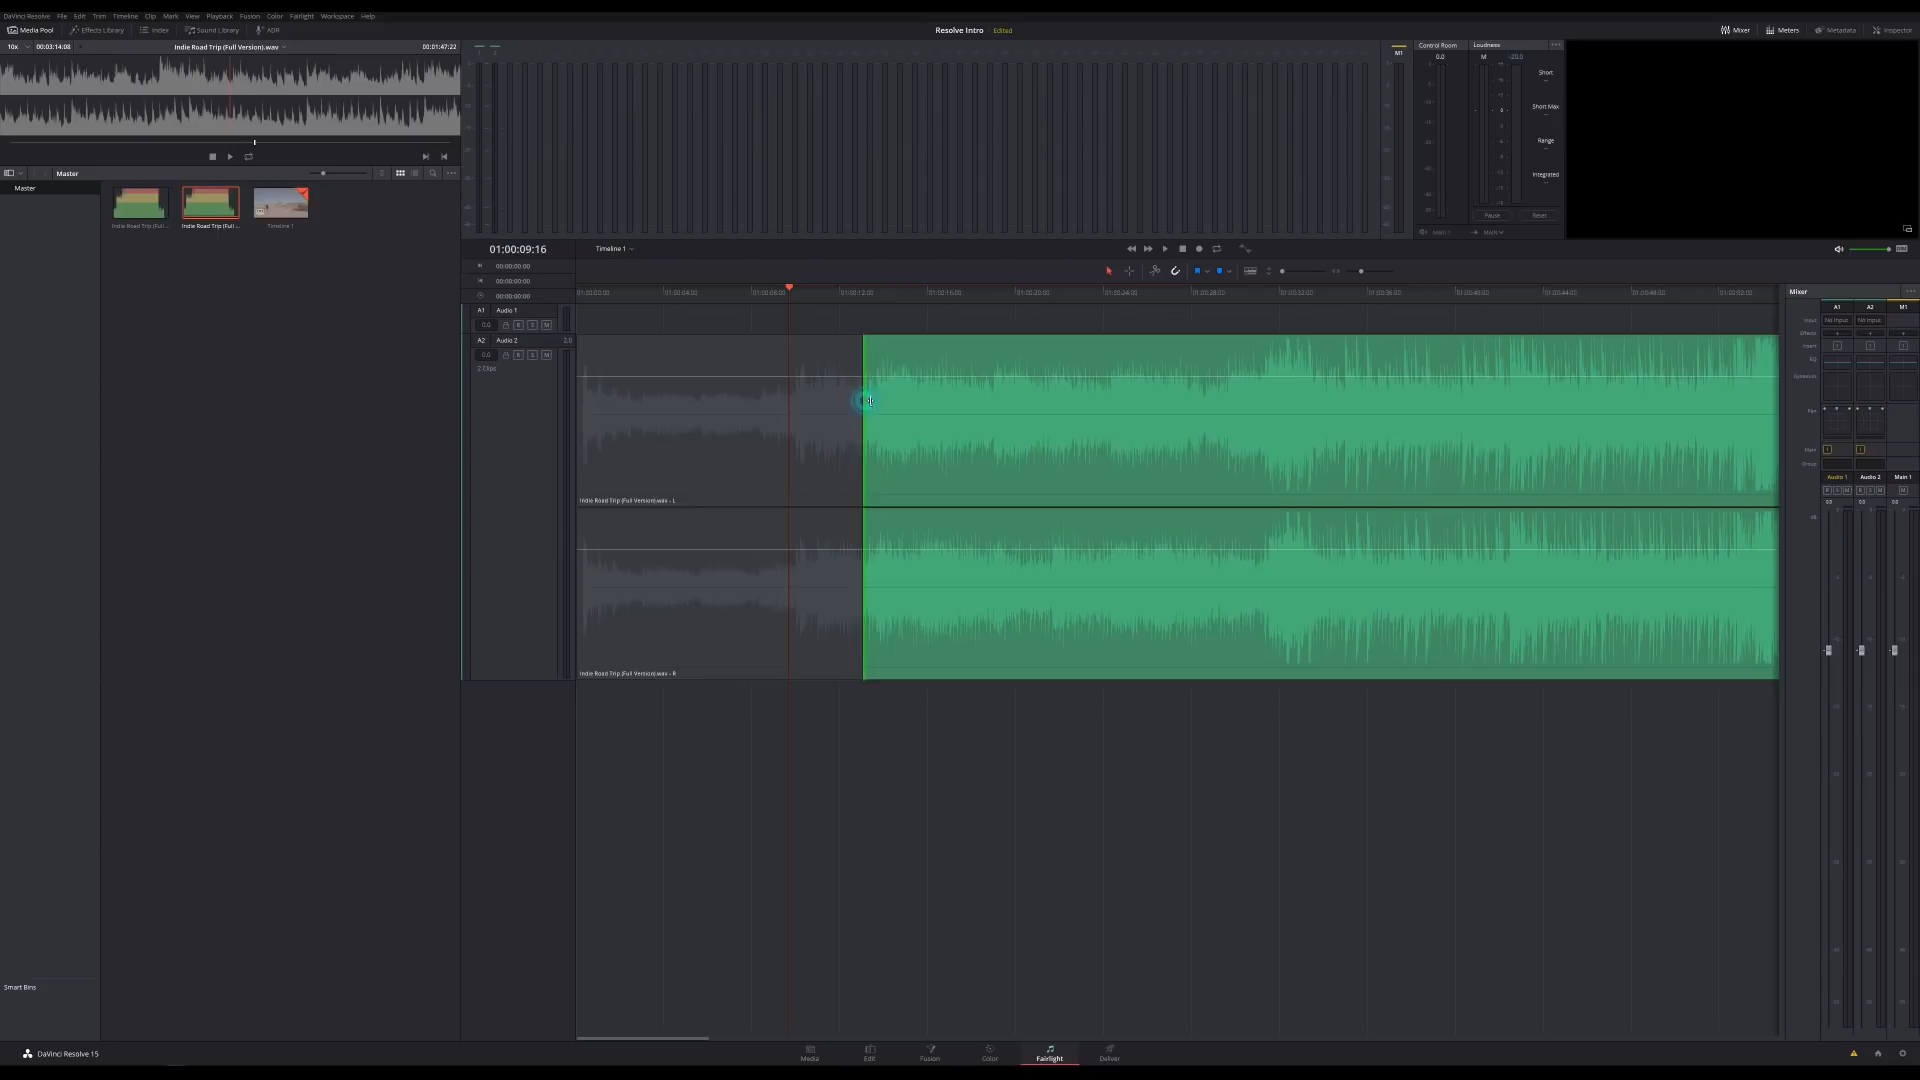 DaVinci Resolve File Edit Trim Timeline Clip Mark View Playback Fusion Color Fairlight Workspace Help
Media Pool Effects Library Index Sound Library ADR
Resolve Intro Edited
Mixer Meters Metadata Inspector
10x 00:03:14:08 Indie Road Trip (Full Version).wav 00:01:47:22
M1
Control Room Loudness
0.0 M -20.0
Short
Short Max
Range
Integrated
Pause Reset
Main 1 MAIN
Master
Master
Indie Road Trip (Full ... Indie Road Trip (Full ... Timeline 1
01:00:09:16 Timeline 1
00:00:00:00
00:00:00:00
00:00:00:00
01:00:00:00 01:00:04:00 01:00:08:00 01:00:12:00 01:00:16:00 01:00:20:00 01:00:24:00 01:00:28:00 01:00:32:00 01:00:36:00 01:00:40:00 01:00:44:00 01:00:48:00 01:00:52:00
A1 Audio 1
0.0 R S M
A2 Audio 2 2.0
0.0 R S M
2 Clips
Indie Road Trip (Full Version).wav - L
Indie Road Trip (Full Version).wav - R
Mixer
A1 A2 M1
Input No Input No Input
Effects
Insert
EQ
Dynamics
Pan
Main 1 1
Group
Audio 1 Audio 2 Main 1
R S M R S M M
0.0 0.0 0.0
dB
Smart Bins
DaVinci Resolve 15
Media Edit Fusion Color Fairlight Deliver